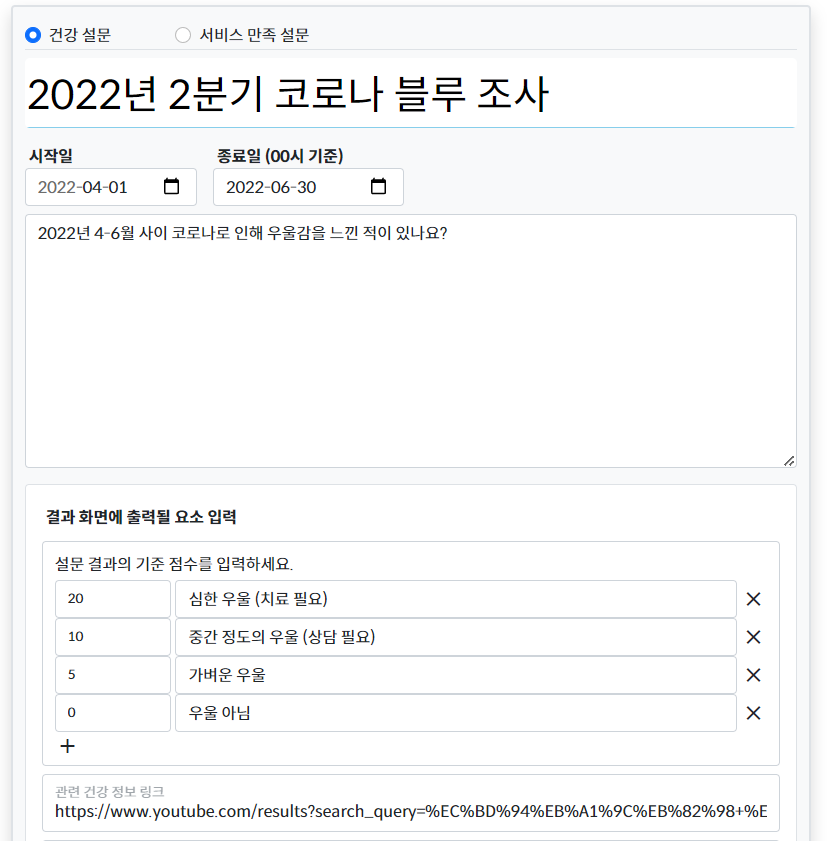 건강 설문 서비스 만족 설문
2022년 2분기 코로나 블루 조사
시작일 종료일 (00시 기준)
2022-04-01 2022-06-30
2022년 4-6월 사이 코로나로 인해 우울감을 느낀 적이 있나요?
결과 화면에 출력될 요소 입력
설문 결과의 기준 점수를 입력하세요.
20 심한 우울 (치료 필요)
10 중간 정도의 우울 (상담 필요)
5 가벼운 우울
0 우울 아님
관련 건강 정보 링크
https://www.youtube.com/results?search_query=%EC%BD%94%EB%A1%9C%EB%82%98+%E